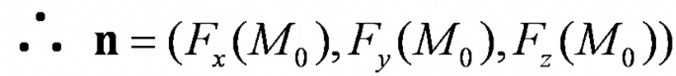 ∴ n = (F_x(M_0), F_y(M_0), F_z(M_0))